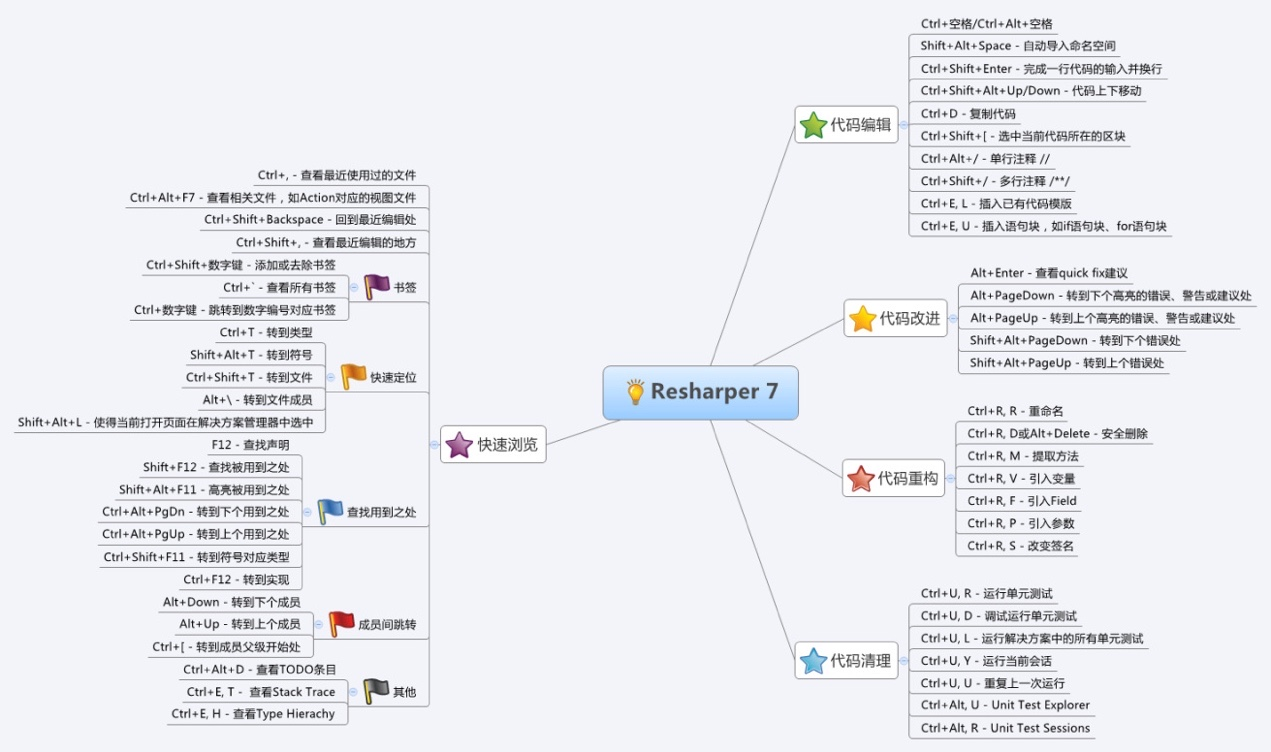 Resharper 7
代码编辑
Ctrl+空格/Ctrl+Alt+空格
Shift+Alt+Space - 自动导入命名空间
Ctrl+Shift+Enter - 完成一行代码的输入并换行
Ctrl+Shift+Alt+Up/Down - 代码上下移动
Ctrl+D - 复制代码
Ctrl+Shift+[ - 选中当前代码所在的区块
Ctrl+Alt+/ - 单行注释 //
Ctrl+Shift+/ - 多行注释 /**/
Ctrl+E, L - 插入已有代码模版
Ctrl+E, U - 插入语句块，如if语句块、for语句块
代码改进
Alt+Enter - 查看quick fix建议
Alt+PageDown - 转到下个高亮的错误、警告或建议处
Alt+PageUp - 转到上个高亮的错误、警告或建议处
Shift+Alt+PageDown - 转到下个错误处
Shift+Alt+PageUp - 转到上个错误处
代码重构
Ctrl+R, R - 重命名
Ctrl+R, D或Alt+Delete - 安全删除
Ctrl+R, M - 提取方法
Ctrl+R, V - 引入变量
Ctrl+R, F - 引入Field
Ctrl+R, P - 引入参数
Ctrl+R, S - 改变签名
代码清理
Ctrl+U, R - 运行单元测试
Ctrl+U, D - 调试运行单元测试
Ctrl+U, L - 运行解决方案中的所有单元测试
Ctrl+U, Y - 运行当前会话
Ctrl+U, U - 重复上一次运行
Ctrl+Alt, U - Unit Test Explorer
Ctrl+Alt, R - Unit Test Sessions
快速浏览
Ctrl+, - 查看最近使用过的文件
Ctrl+Alt+F7 - 查看相关文件，如Action对应的视图文件
Ctrl+Shift+Backspace - 回到最近编辑处
Ctrl+Shift+, - 查看最近编辑的地方
书签
Ctrl+Shift+数字键 - 添加或去除书签
Ctrl+` - 查看所有书签
Ctrl+数字键 - 跳转到数字编号对应书签
快速定位
Ctrl+T - 转到类型
Shift+Alt+T - 转到符号
Ctrl+Shift+T - 转到文件
Alt+\ - 转到文件成员
Shift+Alt+L - 使得当前打开页面在解决方案管理器中选中
查找用到之处
F12 - 查找声明
Shift+F12 - 查找被用到之处
Shift+Alt+F11 - 高亮被用到之处
Ctrl+Alt+PgDn - 转到下个用到之处
Ctrl+Alt+PgUp - 转到上个用到之处
Ctrl+Shift+F11 - 转到符号对应类型
Ctrl+F12 - 转到实现
成员间跳转
Alt+Down - 转到下个成员
Alt+Up - 转到上个成员
Ctrl+[ - 转到成员父级开始处
其他
Ctrl+Alt+D - 查看TODO条目
Ctrl+E, T - 查看Stack Trace
Ctrl+E, H - 查看Type Hierachy